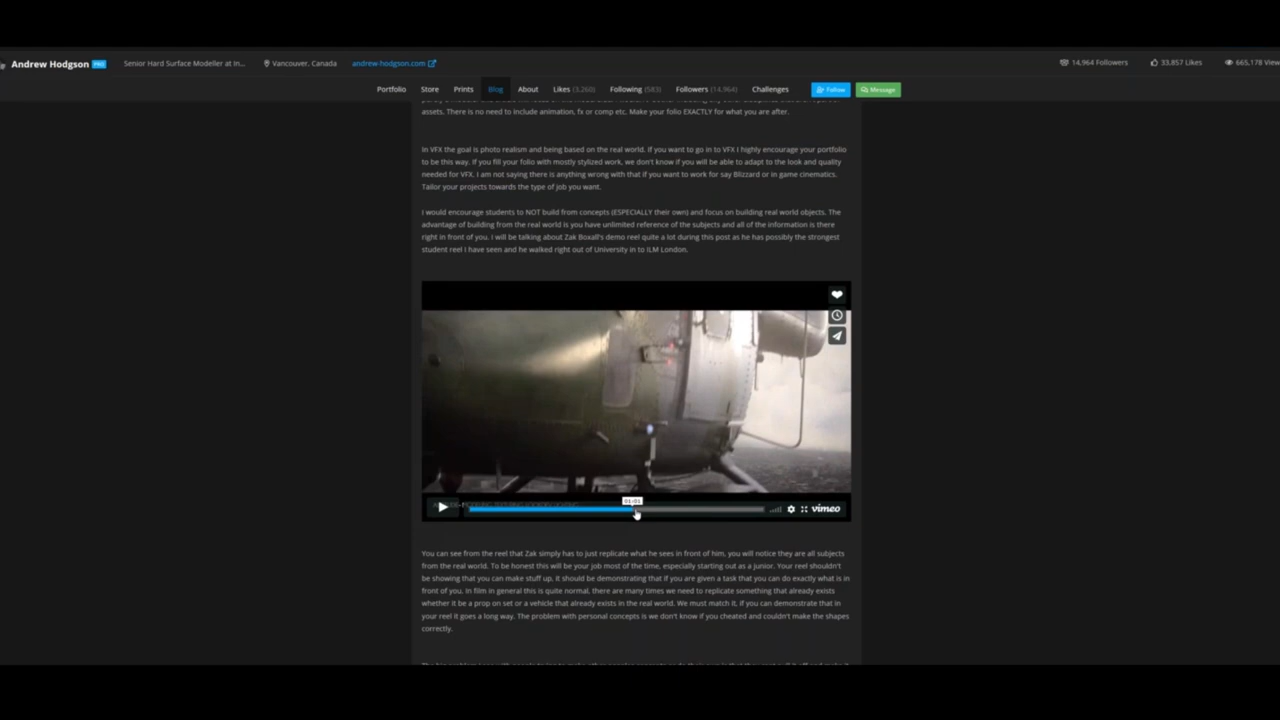 Andrew Hodgson PRO Senior Hard Surface Modeller at In... Vancouver, Canada andrew-hodgson.com 14,964 Followers 33,857 Likes 665,178 View
Portfolio Store Prints Blog About Likes (3,260) Following (583) Followers (14,964) Challenges Follow Message
assets. There is no need to include animation, fx or comp etc. Make your folio EXACTLY for what you are after.
In VFX the goal is photo realism and being based on the real world. if you want to go in to VFX I highly encourage your portfolio
to be this way. If you fill your folio with mostly stylized work, we don't know if you will be able to adapt to the look and quality
needed for VFX. I am not saying there is anything wrong with that if you want to work for say Blizzard or in game cinematics.
Tailor your projects towards the type of job you want.
I would encourage students to NOT build from concepts (ESPECIALLY their own) and focus on building real world objects. The
advantage of building from the real world is you have unlimited reference of the subjects and all of the information is there
right in front of you. I will be talking about Zak Boxall's demo reel quite a lot during this post as he has possibly the strongest
student reel I have seen and he walked right out of University in to ILM London.
01:01
vimeo
You can see from the reel that Zak simply has to just replicate what he sees in front of him, you will notice they are all subjects
from the real world. To be honest this will be your job most of the time, especially starting out as a junior. Your reel shouldn't
be showing that you can make stuff up, it should be demonstrating that if you are given a task that you can do exactly what is in
front of you. In film in general this is quite normal, there are many times we need to replicate something that already exists
whether it be a prop on set or a vehicle that already exists in the real world. We must match it, if you can demonstrate that in
your reel it goes a long way. The problem with personal concepts is we don't know if you cheated and couldn't make the shapes
correctly.